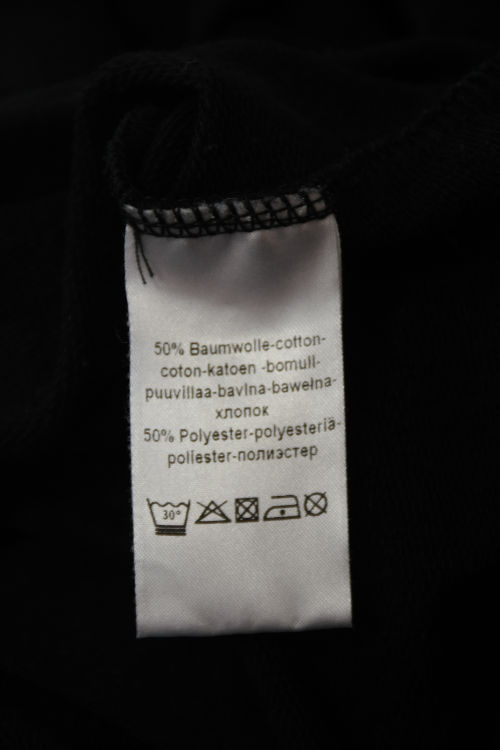 50% Baumwolle-cotton-
coton-katoen -bomull-
puuvillaa-bavlna-bawełna-
хлопок
50% Polyester-polyesteriä-
poliester-полиэстер
30°